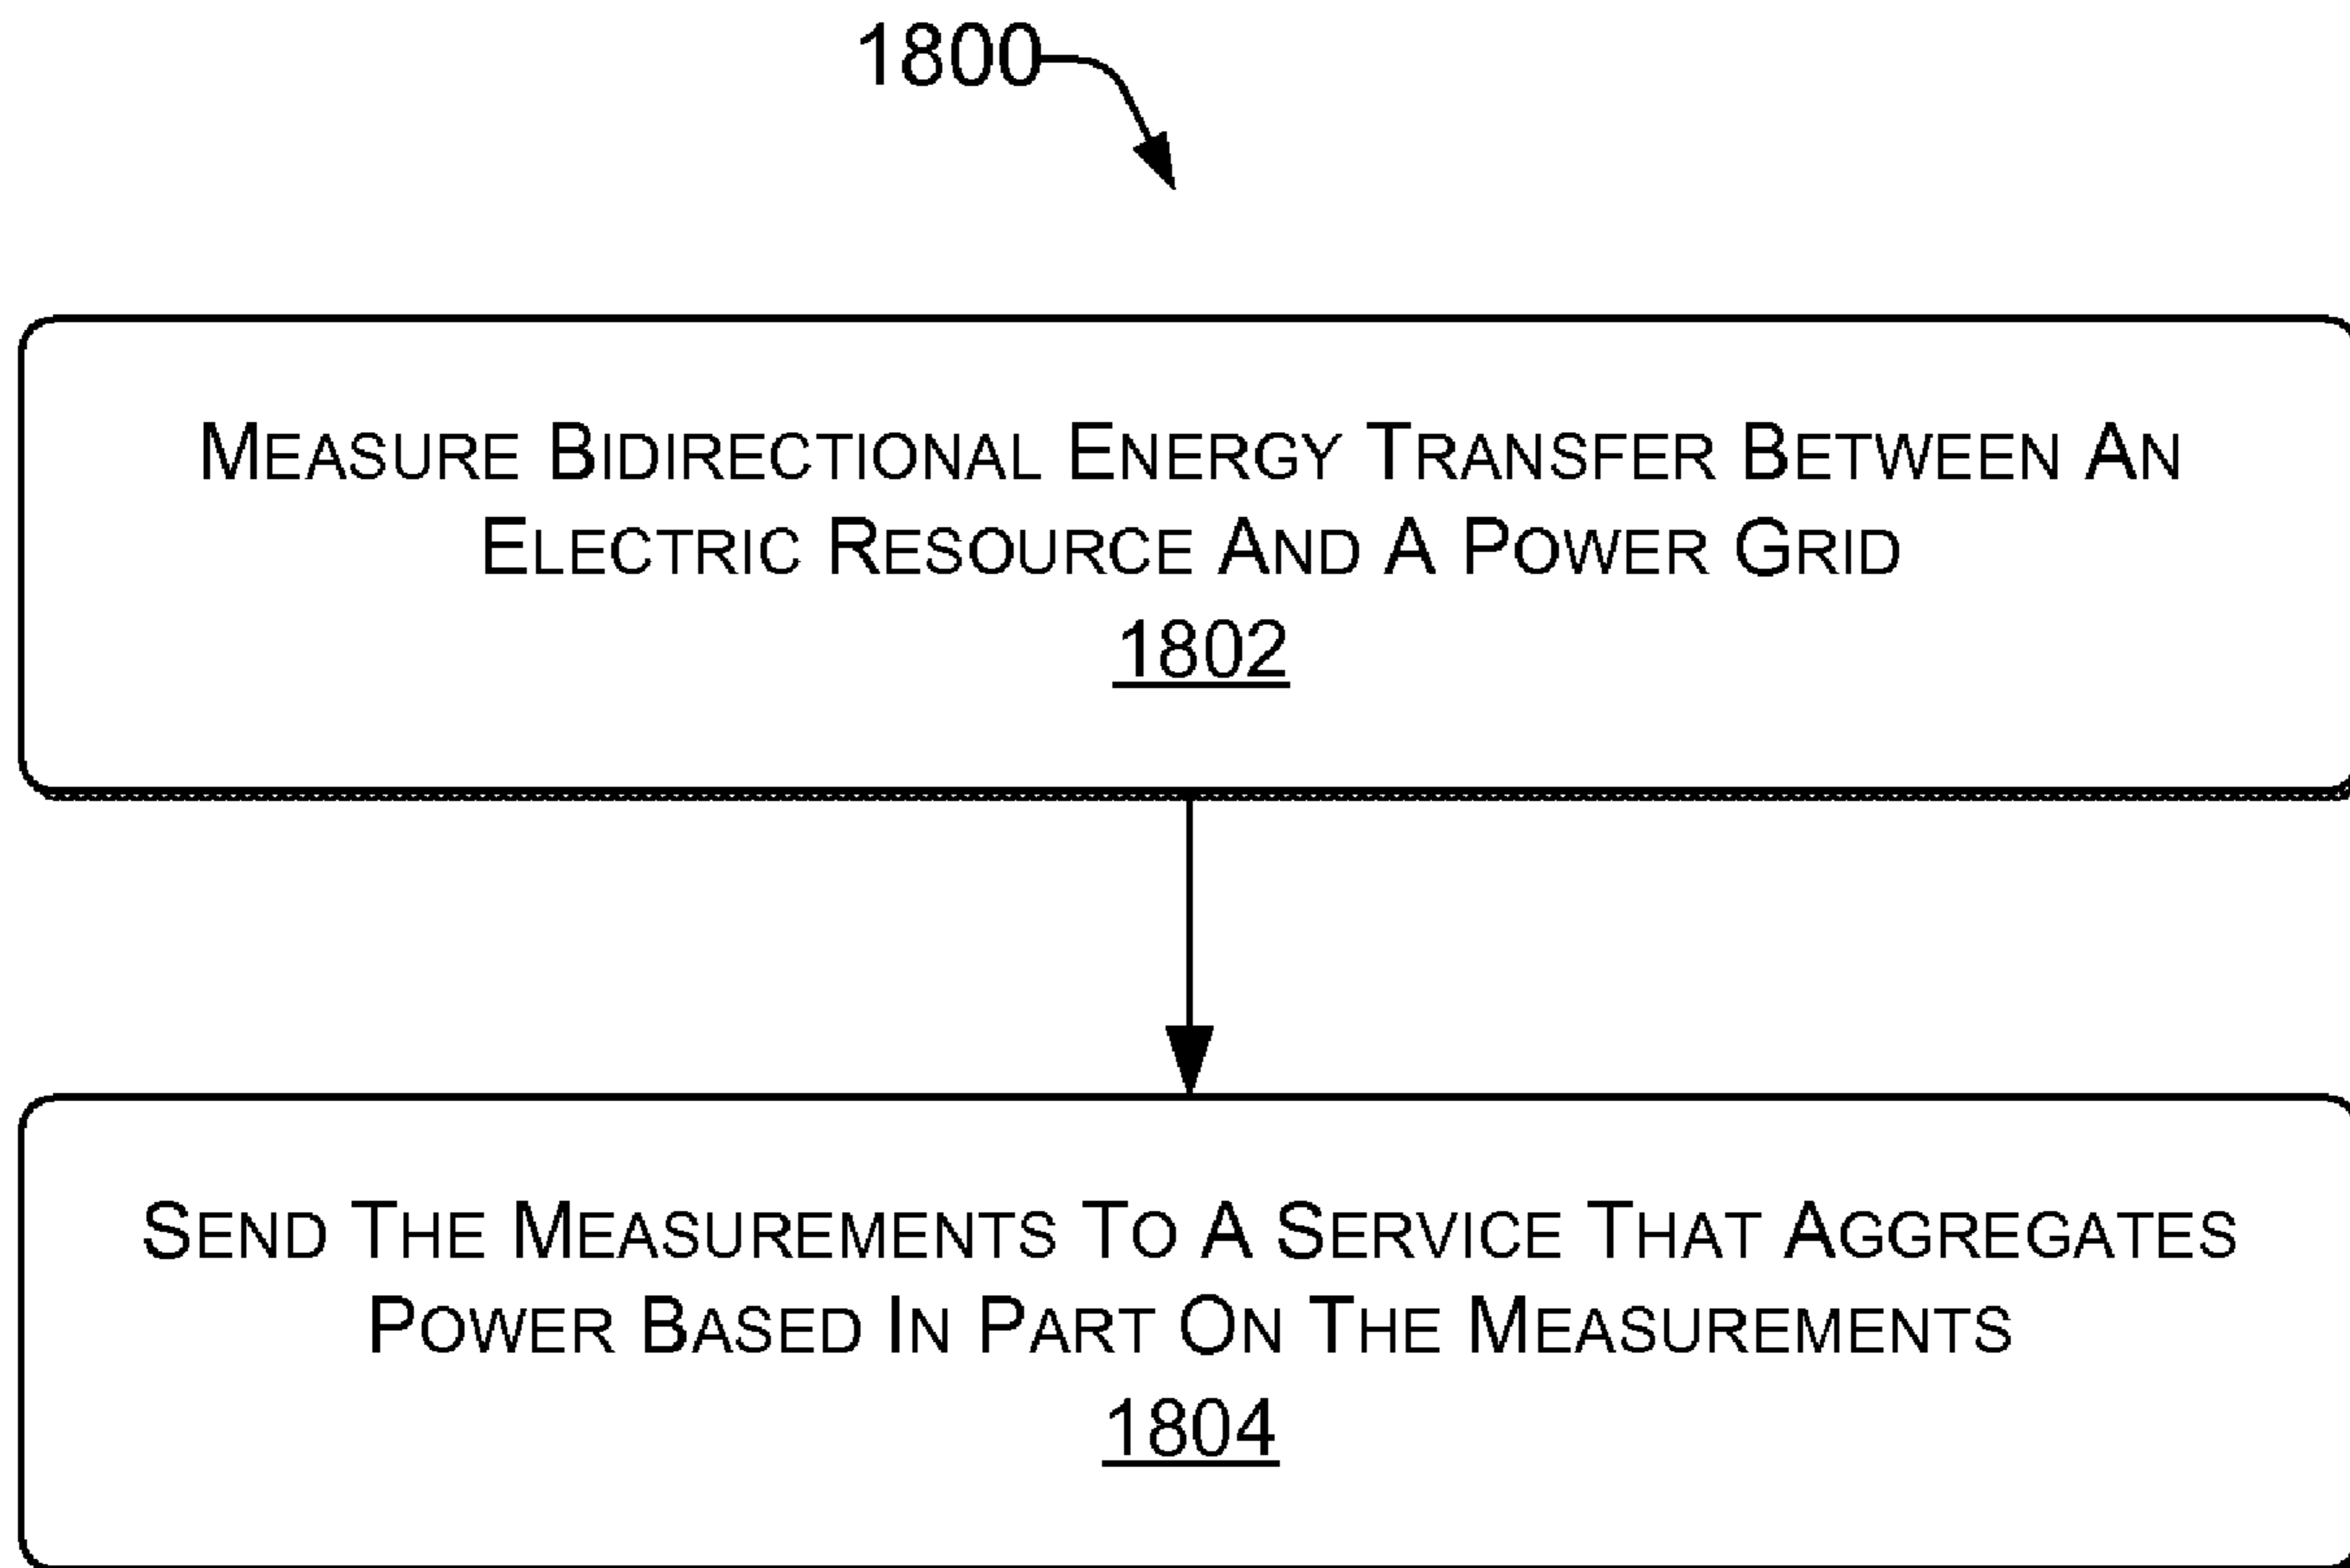 1800
MEASURE BIDIRECTIONAL ENERGY TRANSFER BETWEEN AN
ELECTRIC RESOURCE AND A POWER GRID
1802
SEND THE MEASUREMENTS TO A SERVICE THAT AGGREGATES
POWER BASED IN PART ON THE MEASUREMENTS
1804